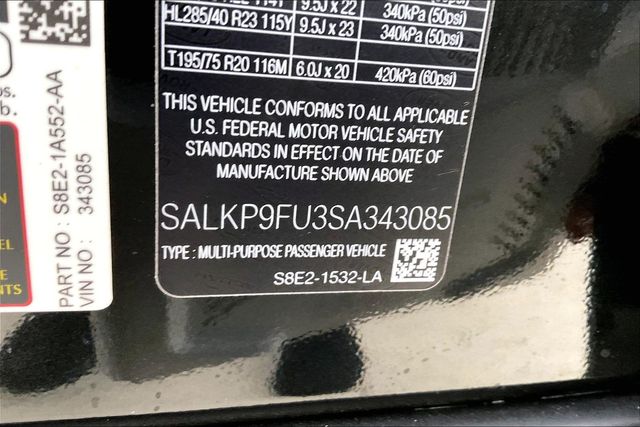 9.5J x 22 340kPa (50psi)
HL285/40 R23 115Y 9.5J x 23 340kPa (50psi)
T195/75 R20 116M 6.0J x 20 420kPa (60psi)
THIS VEHICLE CONFORMS TO ALL APPLICABLE
U.S. FEDERAL MOTOR VEHICLE SAFETY
STANDARDS IN EFFECT ON THE DATE OF
MANUFACTURE SHOWN ABOVE
SALKP9FU3SA343085
TYPE : MULTI-PURPOSE PASSENGER VEHICLE
S8E2-1532-LA
PART NO : S8E2-1A552-AA
VIN NO : 343085